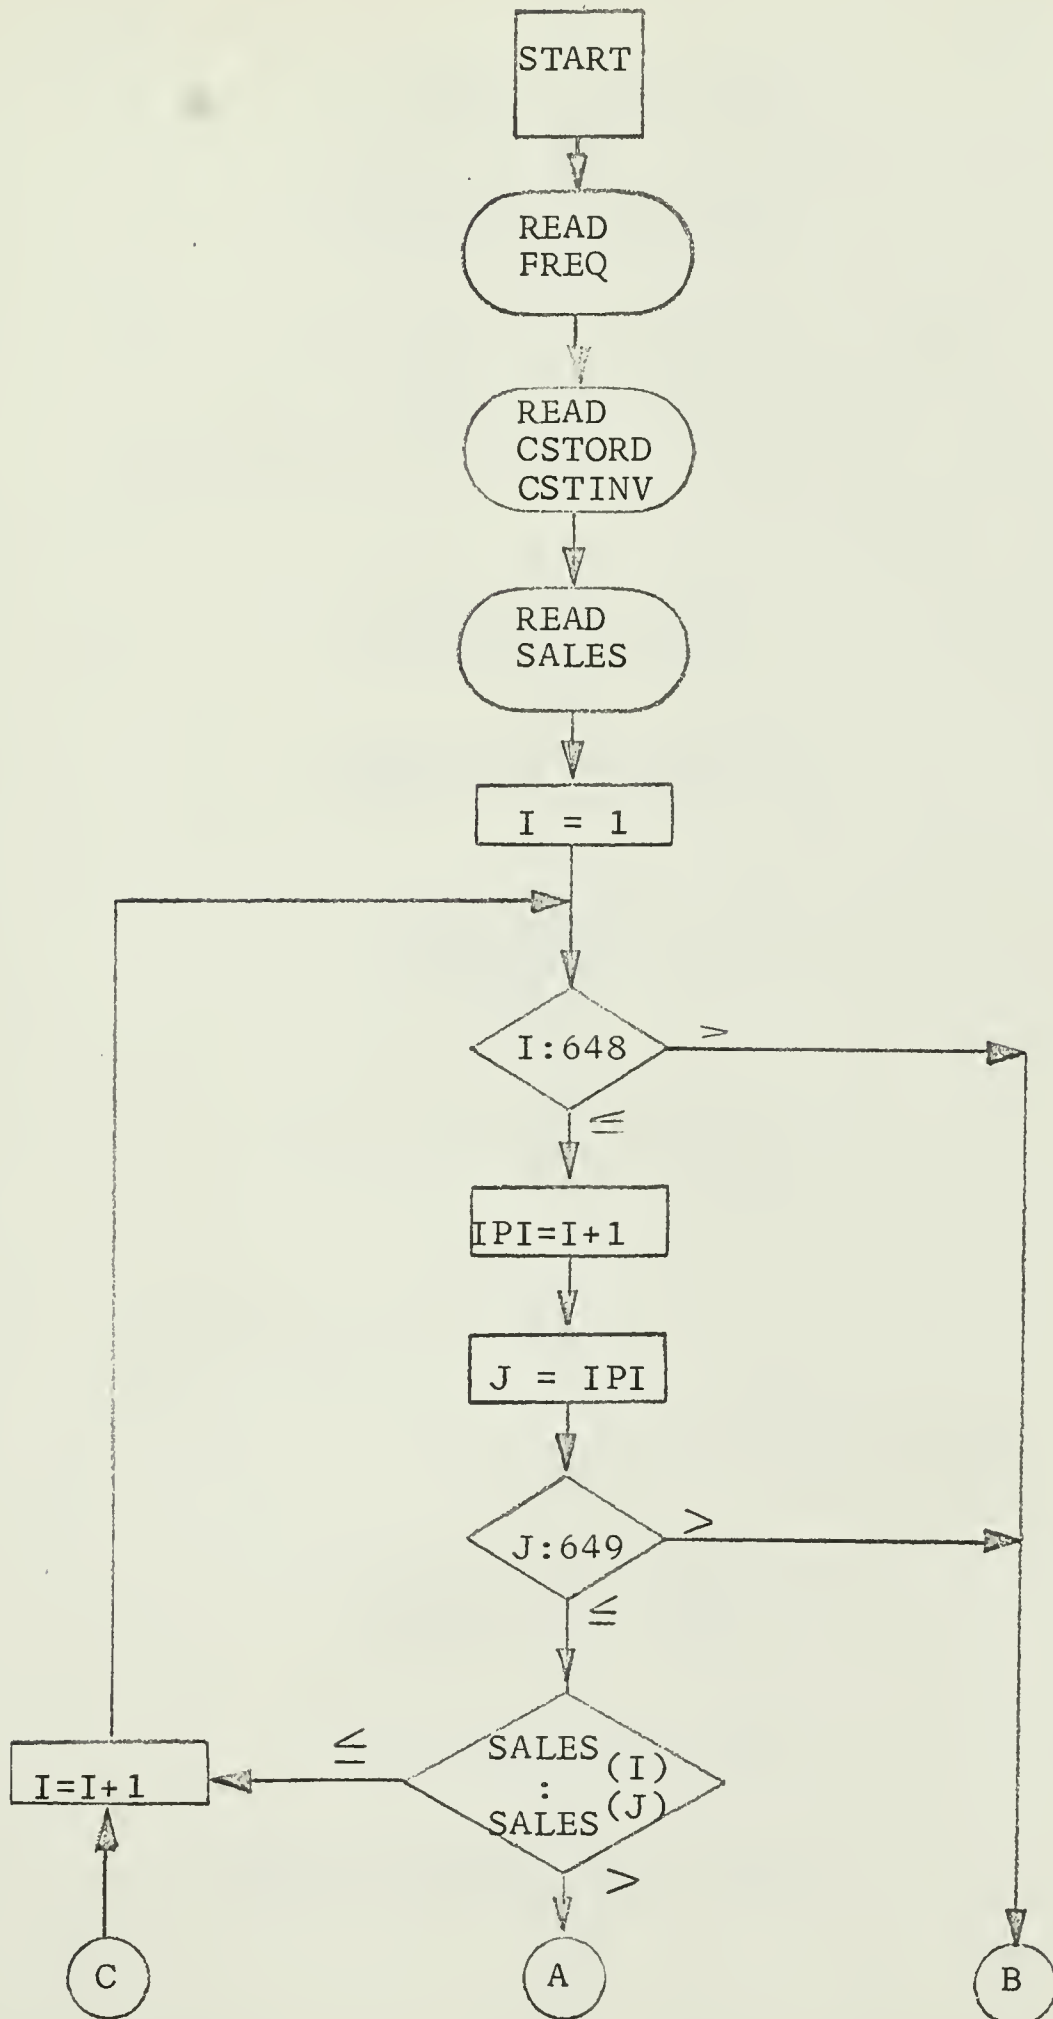 START
READ
FREQ
READ
CSTORD
CSTINV
READ
SALES
I = 1
I:648
>
≤
IPI=I+1
J = IPI
J:649
>
≤
SALES(I)
:
SALES(J)
≤
>
I=I+1
C
A
B